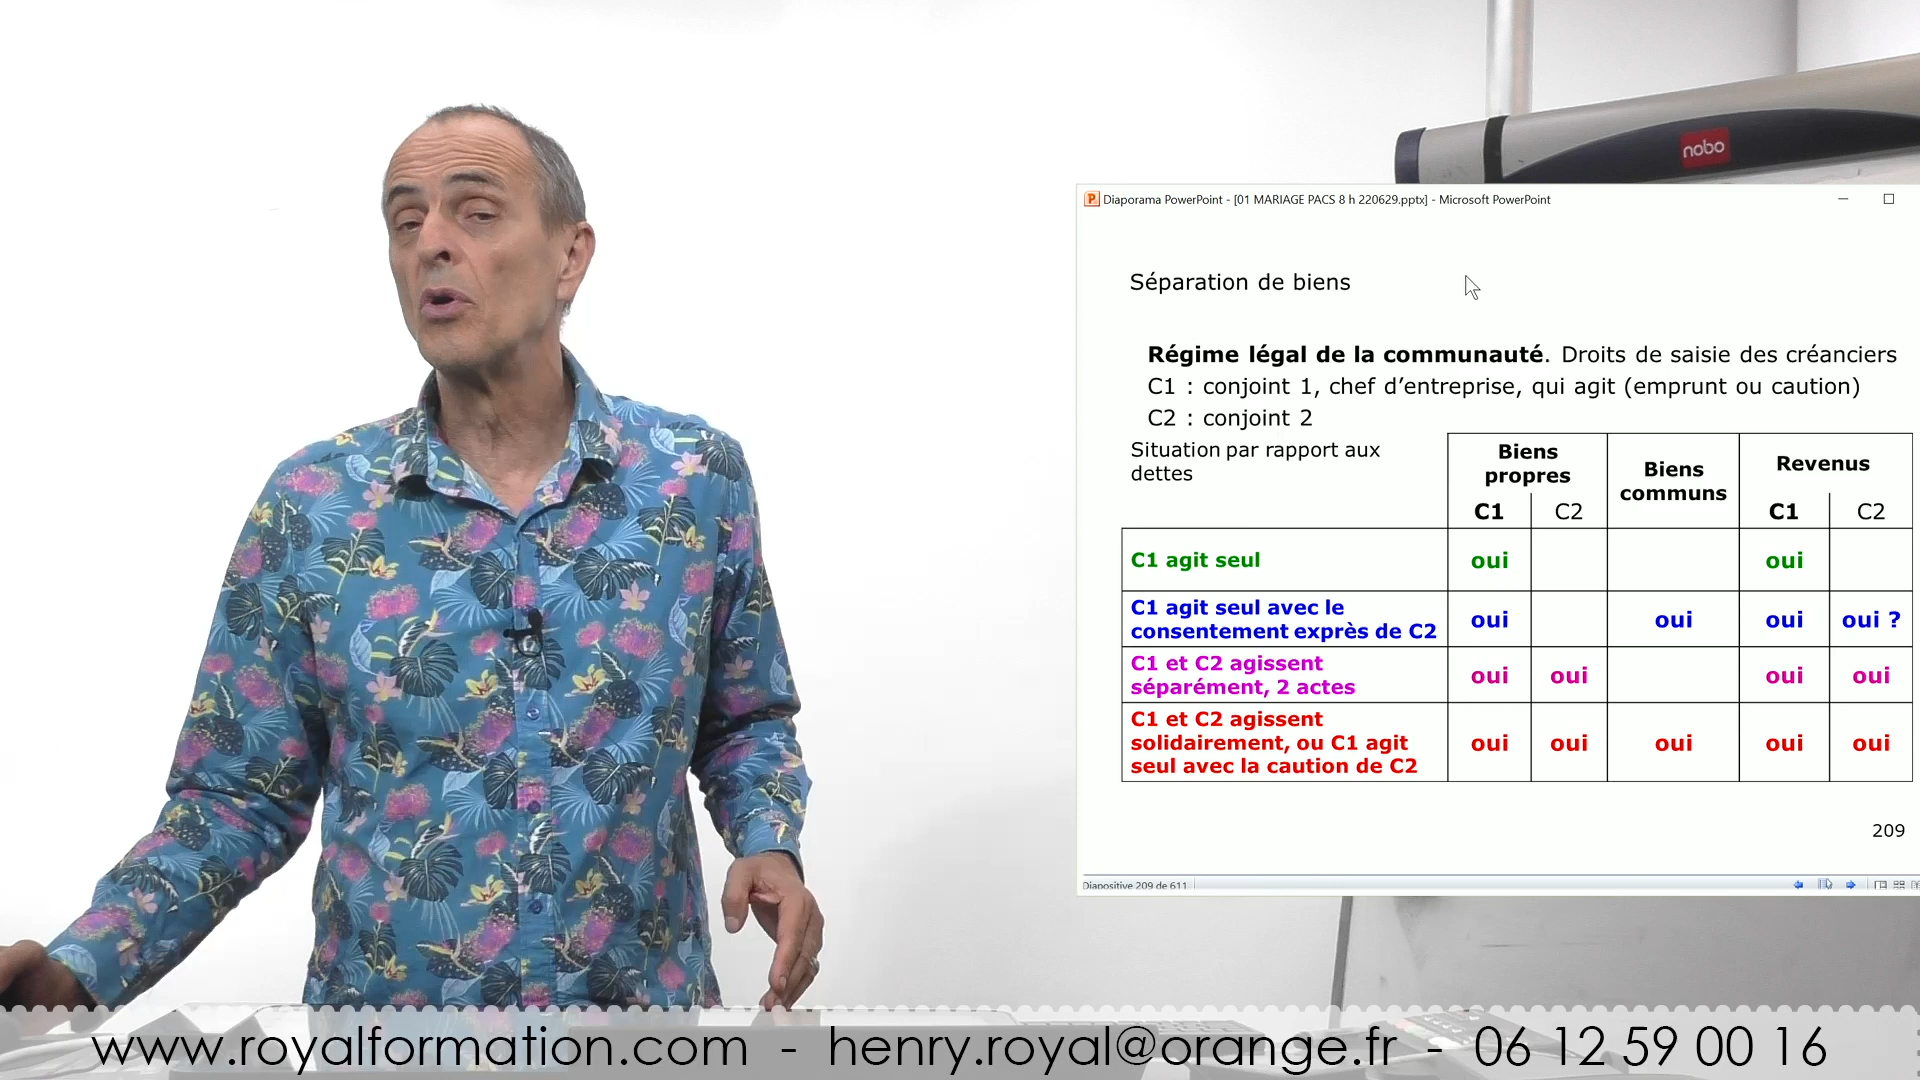 nobo
Diaporama PowerPoint - [01 MARIAGE PACS 8 h 220629.pptx] - Microsoft PowerPoint
Séparation de biens
Régime légal de la communauté. Droits de saisie des créanciers
C1 : conjoint 1, chef d’entreprise, qui agit (emprunt ou caution)
C2 : conjoint 2
Situation par rapport aux
dettes
Biens
propres
Biens
communs
Revenus
C1 C2 C1 C2
C1 agit seul
oui oui
C1 agit seul avec le
consentement exprès de C2
oui oui oui oui ?
C1 et C2 agissent
séparément, 2 actes
oui oui oui oui
C1 et C2 agissent
solidairement, ou C1 agit
seul avec la caution de C2
oui oui oui oui oui
209
Diapositive 209 de 611
www.royalformation.com - henry.royal@orange.fr - 06 12 59 00 16